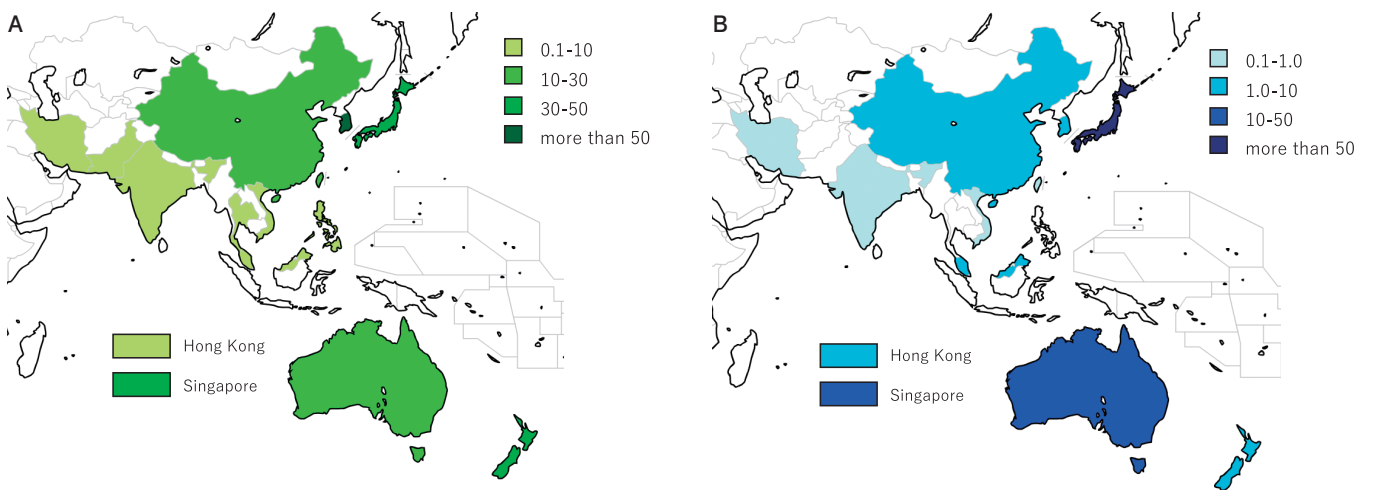 A
0.1-10
10-30
30-50
more than 50
Hong Kong
Singapore
B
0.1-1.0
1.0-10
10-50
more than 50
Hong Kong
Singapore